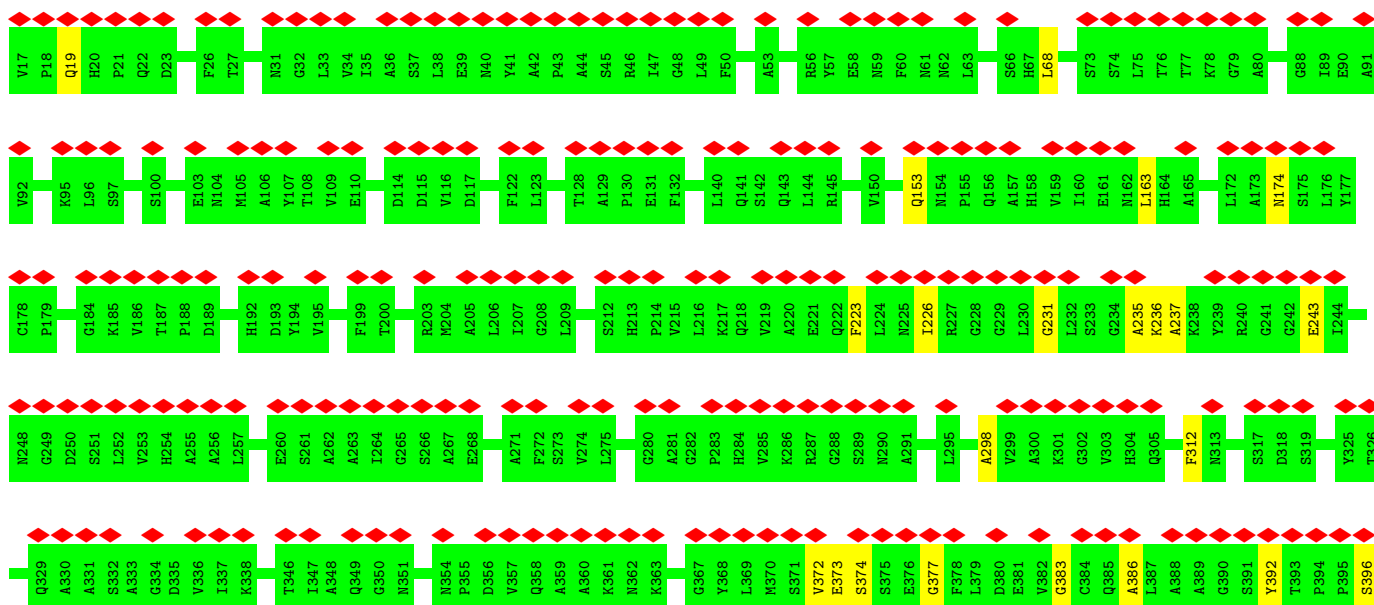 V17 P18 Q19 H20 P21 Q22 D23 F26 T27 N31 G32 L33 V34 I35 A36 S37 L38 E39 N40 Y41 A42 P43 A44 S45 R46 I47 G48 L49 F50 A53 R56 Y57 E58 N59 F60 N61 N62 L63 S66 H67 L68 S73 S74 L75 T76 T77 K78 G79 A80 G88 I89 E90 A91
V92 K95 L96 S97 S100 E103 N104 M105 A106 Y107 T108 V109 E110 D114 D115 V116 D117 F122 L123 T128 A129 P130 E131 F132 L140 Q141 S142 Q143 L144 R145 V150 Q153 N154 P155 Q156 A157 H158 V159 I160 E161 N162 L163 H164 A165 L172 A173 N174 S175 L176 Y177
C178 P179 G184 K185 V186 T187 P188 D189 H192 D193 Y194 V195 F199 T200 R203 M204 A205 L206 I207 G208 L209 S212 H213 P214 V215 L216 K217 Q218 V219 A220 E221 Q222 F223 L224 N225 I226 R227 G228 G229 L230 G231 L232 S233 G234 A235 K236 A237 K238 Y239 R240 G241 G242 E243 I244
N248 G249 D250 S251 L252 V253 H254 A255 A256 L257 E260 S261 A262 A263 I264 G265 S266 A267 E268 A271 F272 S273 V274 L275 G280 A281 G282 P283 H284 V285 K286 R287 G288 N289 N290 A291 L295 A298 V299 A300 K301 G302 V303 H304 Q305 F312 N313 S317 D318 S319 Y325 T326
Q329 A330 A331 S332 A333 G334 D335 V336 I337 K338 T346 I347 A348 Q349 G350 N351 N354 P355 D356 V357 Q358 A359 A360 K361 N362 K363 G367 Y368 L369 M370 S371 V372 E373 S374 S375 E376 G377 F378 L379 D380 E381 V382 G383 C384 Q385 A386 L387 A388 A389 G390 S391 Y392 T393 P394 P395 S396